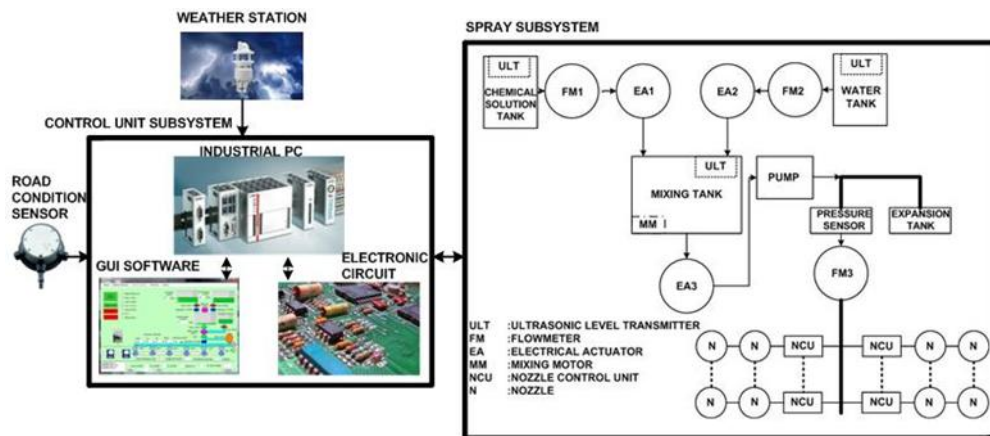 WEATHER STATION
SPRAY SUBSYSTEM
CONTROL UNIT SUBSYSTEM
INDUSTRIAL PC
ROAD
CONDITION
SENSOR
GUI SOFTWARE
ELECTRONIC
CIRCUIT
ULT
CHEMICAL
SOLUTION
TANK
FM1
EA1
EA2
FM2
ULT
WATER
TANK
ULT
MIXING TANK
MM
PUMP
PRESSURE
SENSOR
EXPANSION
TANK
EA3
FM3
ULT :ULTRASONIC LEVEL TRANSMITTER
FM :FLOWMETER
EA :ELECTRICAL ACTUATOR
MM :MIXING MOTOR
NCU :NOZZLE CONTROL UNIT
N :NOZZLE
N N NCU NCU N N
N N NCU NCU N N